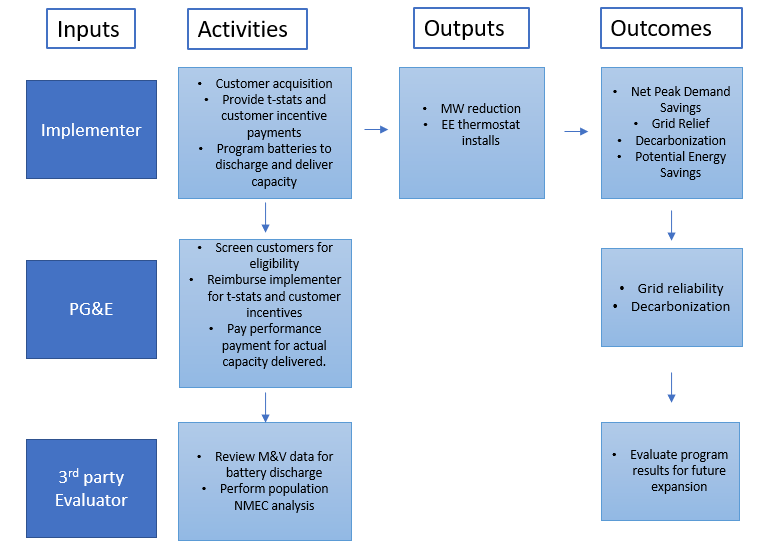 Inputs
Activities
Outputs
Outcomes
Implementer
• Customer acquisition
• Provide t-stats and
customer incentive
payments
• Program batteries to
discharge and deliver
capacity
• MW reduction
• EE thermostat
installs
• Net Peak Demand
Savings
• Grid Relief
• Decarbonization
• Potential Energy
Savings
PG&E
• Screen customers for
eligibility
• Reimburse implementer
for t-stats and customer
incentives
• Pay performance
payment for actual
capacity delivered.
• Grid reliability
• Decarbonization
3rd party
Evaluator
• Review M&V data for
battery discharge
• Perform population
NMEC analysis
• Evaluate program
results for future
expansion